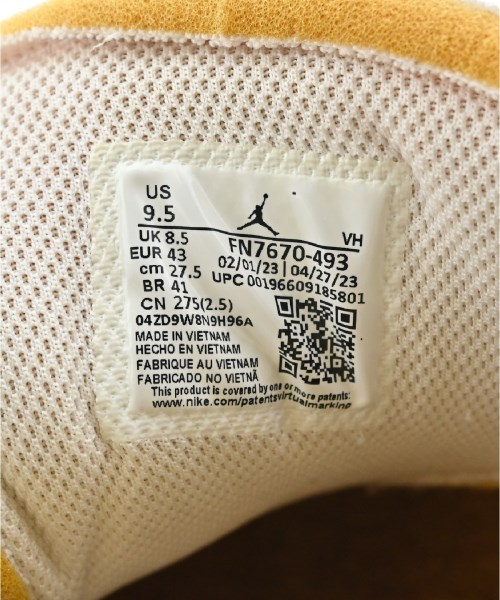 US
9.5
VH
UK 8.5
FN7670-493
EUR 43
02/01/23 | 04/27/23
cm 27.5
UPC 00196609185801
BR 41
CN 275(2.5)
04ZD9W8N9H96A
MADE IN VIETNAM
HECHO EN VIETNAM
FABRIQUE AU VIETNAM
FABRICADO NO VIETNÃ
This product is covered by one or more patents:
www.nike.com/patentsvirtualmarking